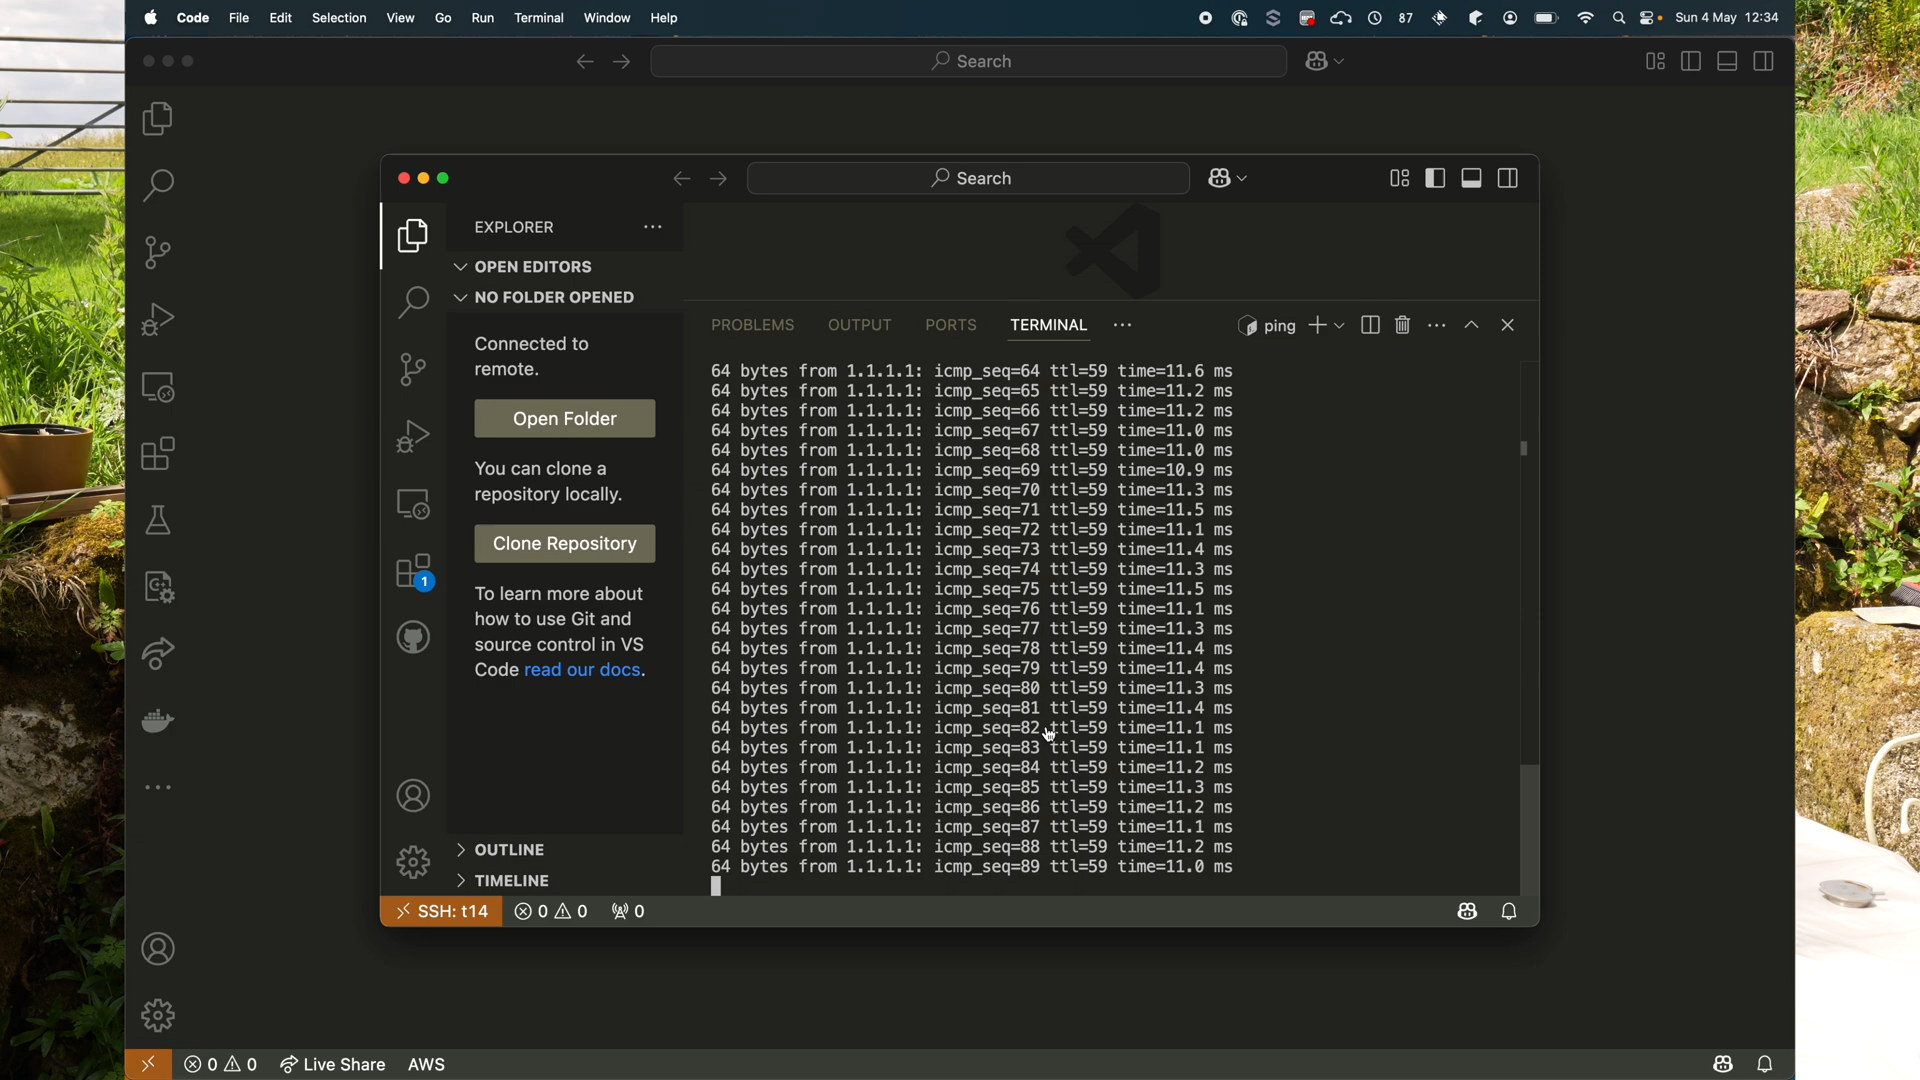 Code File Edit Selection View Go Run Terminal Window Help 87 Sun 4 May 12:34
Search
Search
EXPLORER
OPEN EDITORS
NO FOLDER OPENED
Connected to
remote.
Open Folder
You can clone a
repository locally.
Clone Repository
To learn more about
how to use Git and
source control in VS
Code read our docs.
OUTLINE
TIMELINE
1
PROBLEMS OUTPUT PORTS TERMINAL ping
64 bytes from 1.1.1.1: icmp_seq=64 ttl=59 time=11.6 ms
64 bytes from 1.1.1.1: icmp_seq=65 ttl=59 time=11.2 ms
64 bytes from 1.1.1.1: icmp_seq=66 ttl=59 time=11.2 ms
64 bytes from 1.1.1.1: icmp_seq=67 ttl=59 time=11.0 ms
64 bytes from 1.1.1.1: icmp_seq=68 ttl=59 time=11.0 ms
64 bytes from 1.1.1.1: icmp_seq=69 ttl=59 time=10.9 ms
64 bytes from 1.1.1.1: icmp_seq=70 ttl=59 time=11.3 ms
64 bytes from 1.1.1.1: icmp_seq=71 ttl=59 time=11.5 ms
64 bytes from 1.1.1.1: icmp_seq=72 ttl=59 time=11.1 ms
64 bytes from 1.1.1.1: icmp_seq=73 ttl=59 time=11.4 ms
64 bytes from 1.1.1.1: icmp_seq=74 ttl=59 time=11.3 ms
64 bytes from 1.1.1.1: icmp_seq=75 ttl=59 time=11.5 ms
64 bytes from 1.1.1.1: icmp_seq=76 ttl=59 time=11.1 ms
64 bytes from 1.1.1.1: icmp_seq=77 ttl=59 time=11.3 ms
64 bytes from 1.1.1.1: icmp_seq=78 ttl=59 time=11.4 ms
64 bytes from 1.1.1.1: icmp_seq=79 ttl=59 time=11.4 ms
64 bytes from 1.1.1.1: icmp_seq=80 ttl=59 time=11.3 ms
64 bytes from 1.1.1.1: icmp_seq=81 ttl=59 time=11.4 ms
64 bytes from 1.1.1.1: icmp_seq=82 ttl=59 time=11.1 ms
64 bytes from 1.1.1.1: icmp_seq=83 ttl=59 time=11.1 ms
64 bytes from 1.1.1.1: icmp_seq=84 ttl=59 time=11.2 ms
64 bytes from 1.1.1.1: icmp_seq=85 ttl=59 time=11.3 ms
64 bytes from 1.1.1.1: icmp_seq=86 ttl=59 time=11.2 ms
64 bytes from 1.1.1.1: icmp_seq=87 ttl=59 time=11.1 ms
64 bytes from 1.1.1.1: icmp_seq=88 ttl=59 time=11.2 ms
64 bytes from 1.1.1.1: icmp_seq=89 ttl=59 time=11.0 ms
SSH: t14 0 0 0
0 0 Live Share AWS